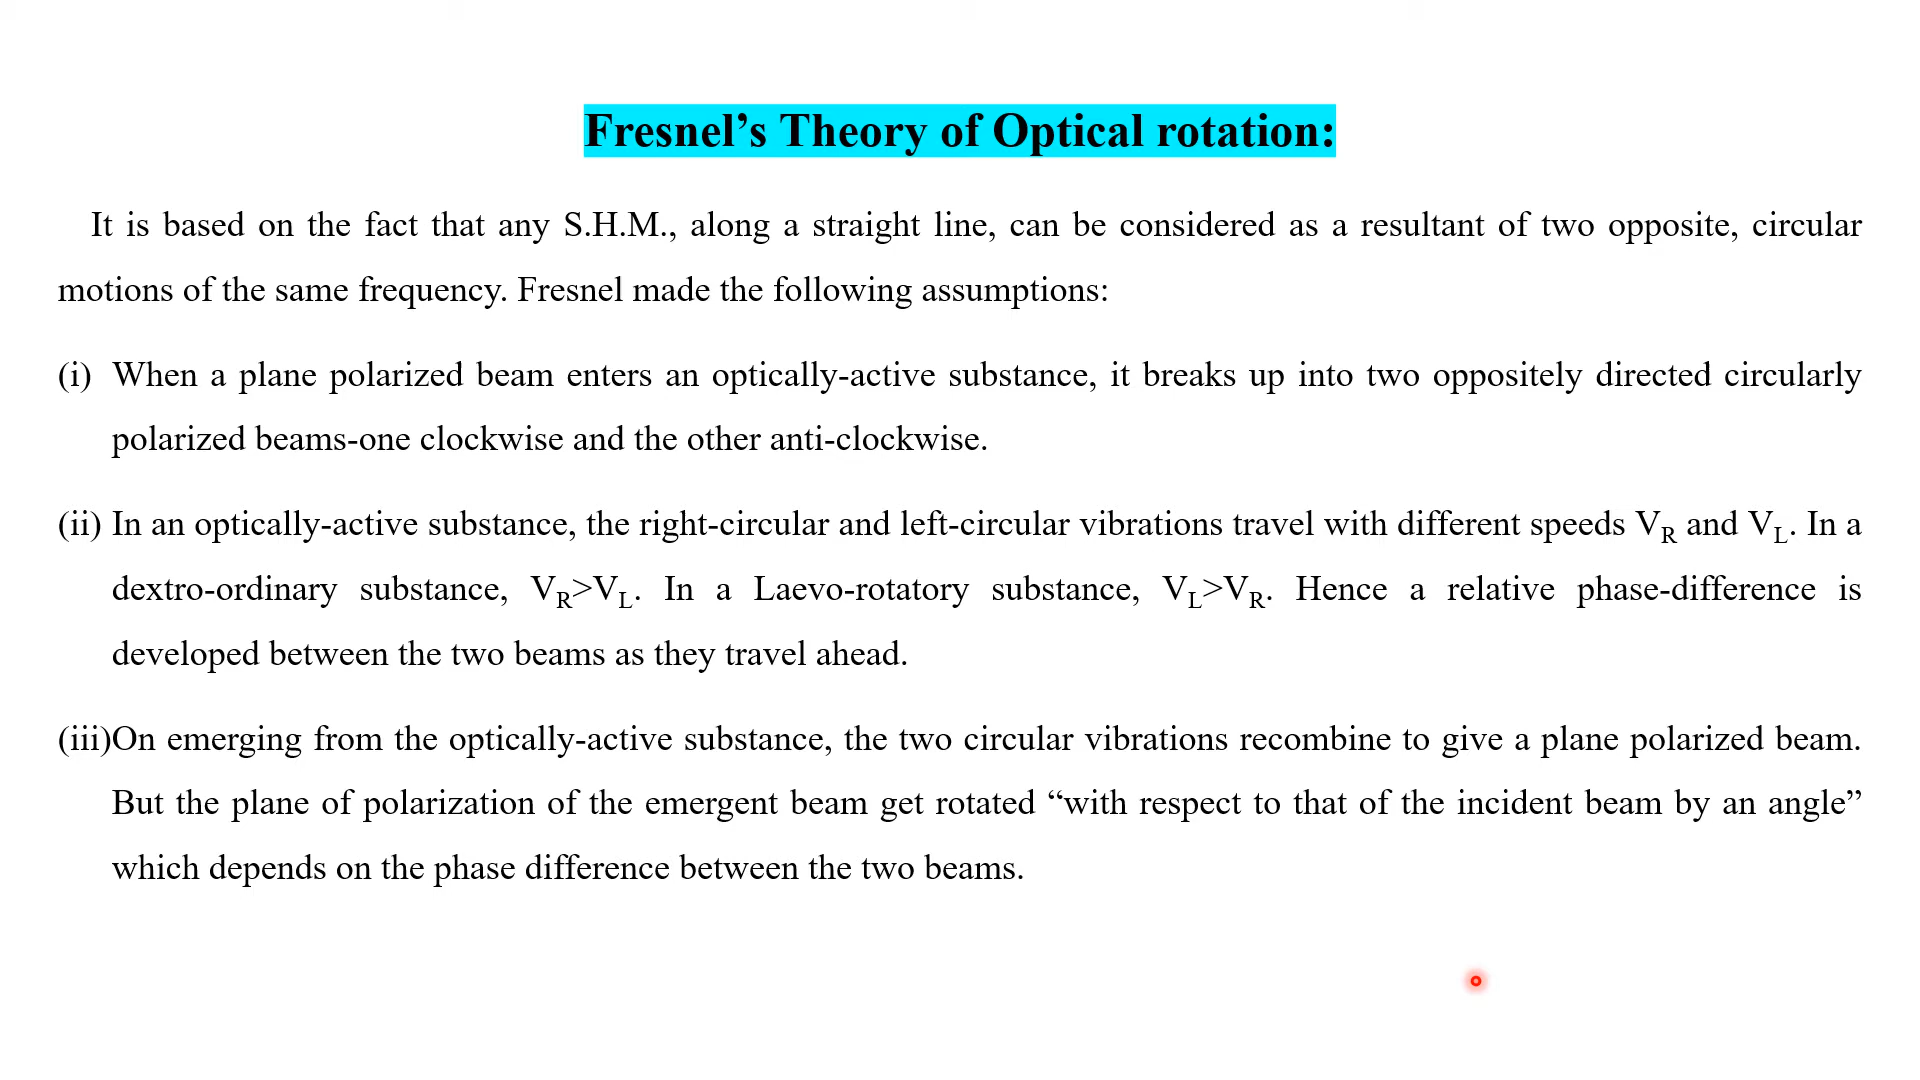 Fresnel’s Theory of Optical rotation:
It is based on the fact that any S.H.M., along a straight line, can be considered as a resultant of two opposite, circular
motions of the same frequency. Fresnel made the following assumptions:
(i) When a plane polarized beam enters an optically-active substance, it breaks up into two oppositely directed circularly
polarized beams-one clockwise and the other anti-clockwise.
(ii) In an optically-active substance, the right-circular and left-circular vibrations travel with different speeds VR and VL. In a
dextro-ordinary substance, VR>VL. In a Laevo-rotatory substance, VL>VR. Hence a relative phase-difference is
developed between the two beams as they travel ahead.
(iii)On emerging from the optically-active substance, the two circular vibrations recombine to give a plane polarized beam.
But the plane of polarization of the emergent beam get rotated “with respect to that of the incident beam by an angle”
which depends on the phase difference between the two beams.